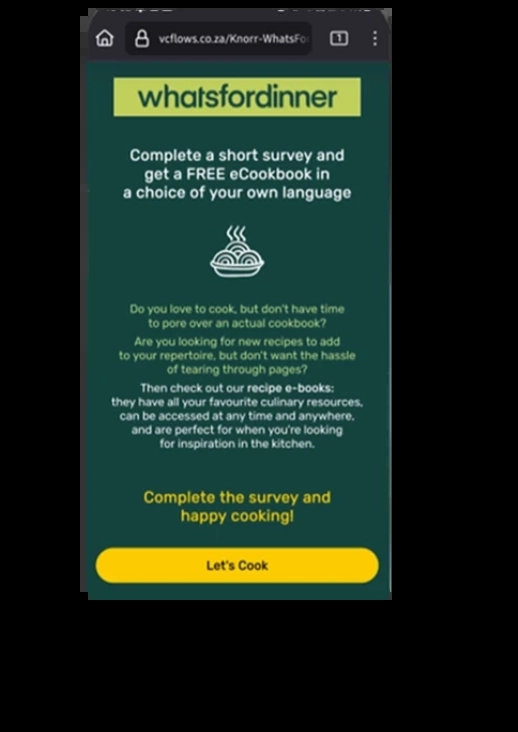 vcflows.co.za/Knorr-WhatsFo
1
whatsfordinner
Complete a short survey and
get a FREE eCookbook in
a choice of your own language
Do you love to cook, but don't have time
to pore over an actual cookbook?
Are you looking for new recipes to add
to your repertoire, but don't want the hassle
of tearing through pages?
Then check out our recipe e-books:
they have all your favourite culinary resources,
can be accessed at any time and anywhere,
and are perfect for when you're looking
for inspiration in the kitchen.
Complete the survey and
happy cooking!
Let's Cook